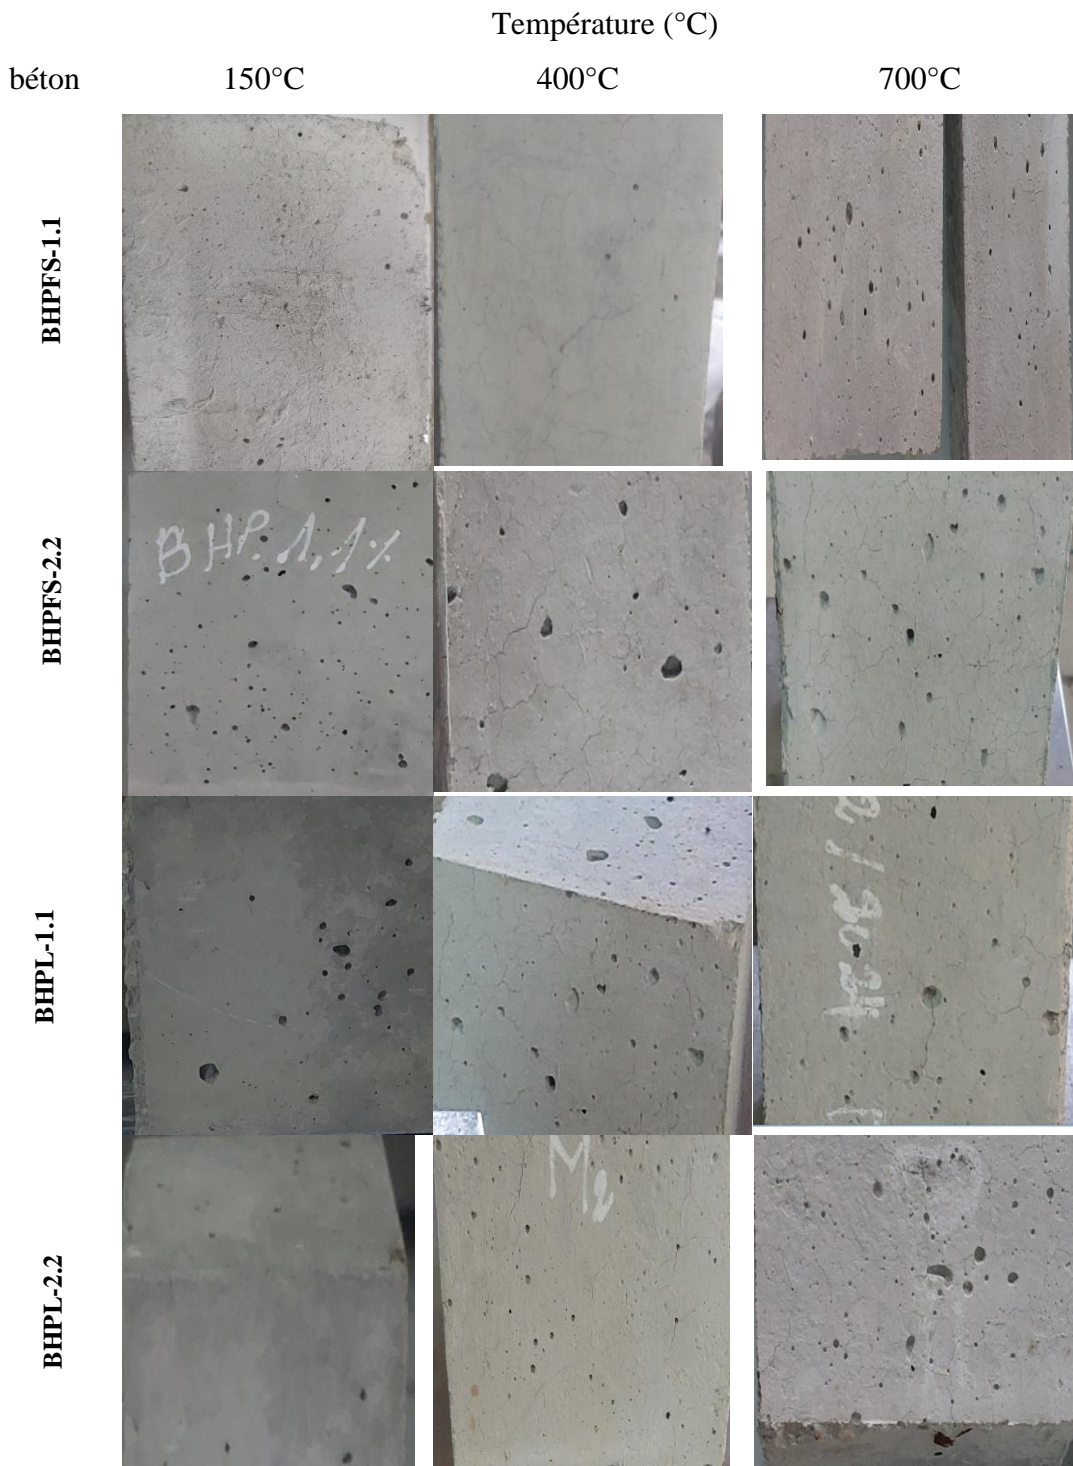 Température (°C)
béton 150°C 400°C 700°C
BHPFS-1.1
BHPFS-2.2
BHP.1,1%
BHPL-1.1
BHPL-2.2
M2